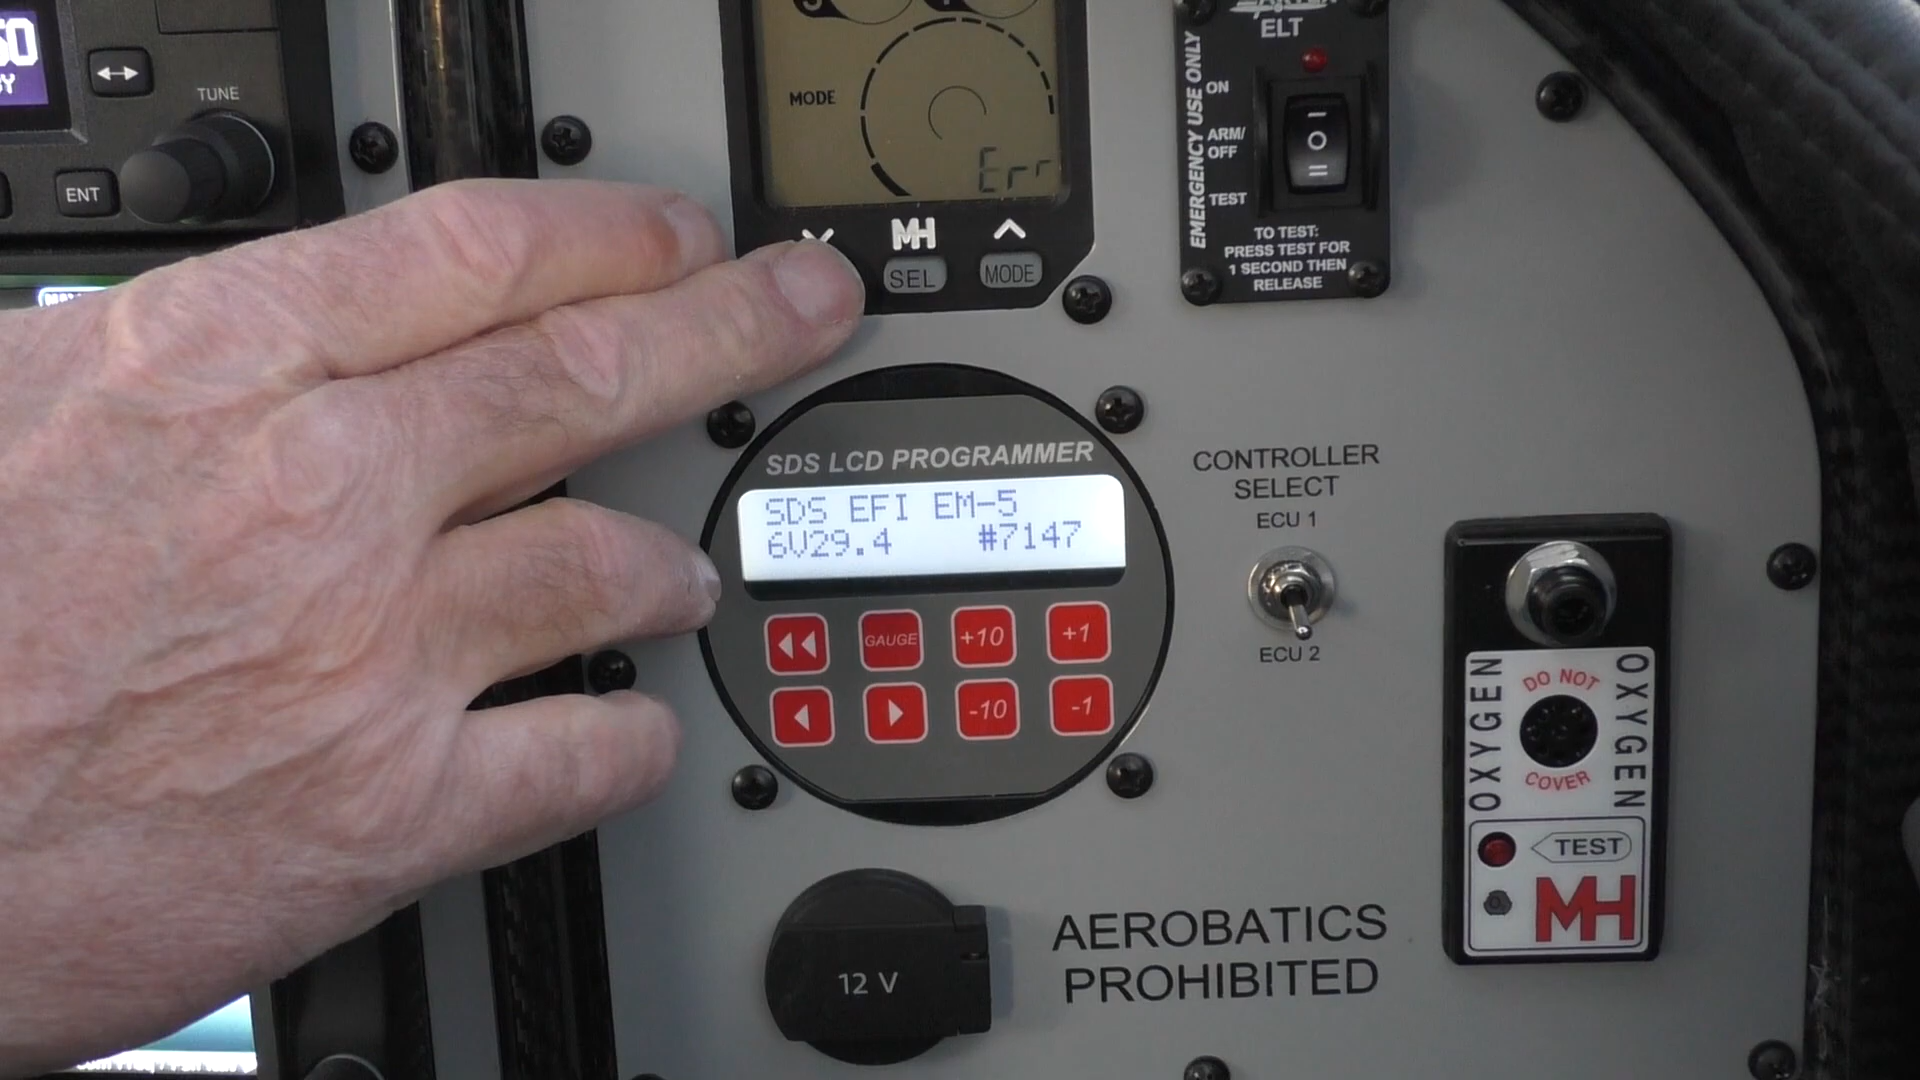 TUNE
ENT
MODE
Err
MH
SEL
MODE
ELT
EMERGENCY USE ONLY
ON
ARM/
OFF
TEST
TO TEST:
PRESS TEST FOR
1 SECOND THEN
RELEASE
SDS LCD PROGRAMMER
SDS EFI EM-5
6V29.4 #7147
GAUGE
+10
+1
-10
-1
CONTROLLER
SELECT
ECU 1
ECU 2
OXYGEN
DO NOT
COVER
OXYGEN
TEST
MH
12 V
AEROBATICS
PROHIBITED